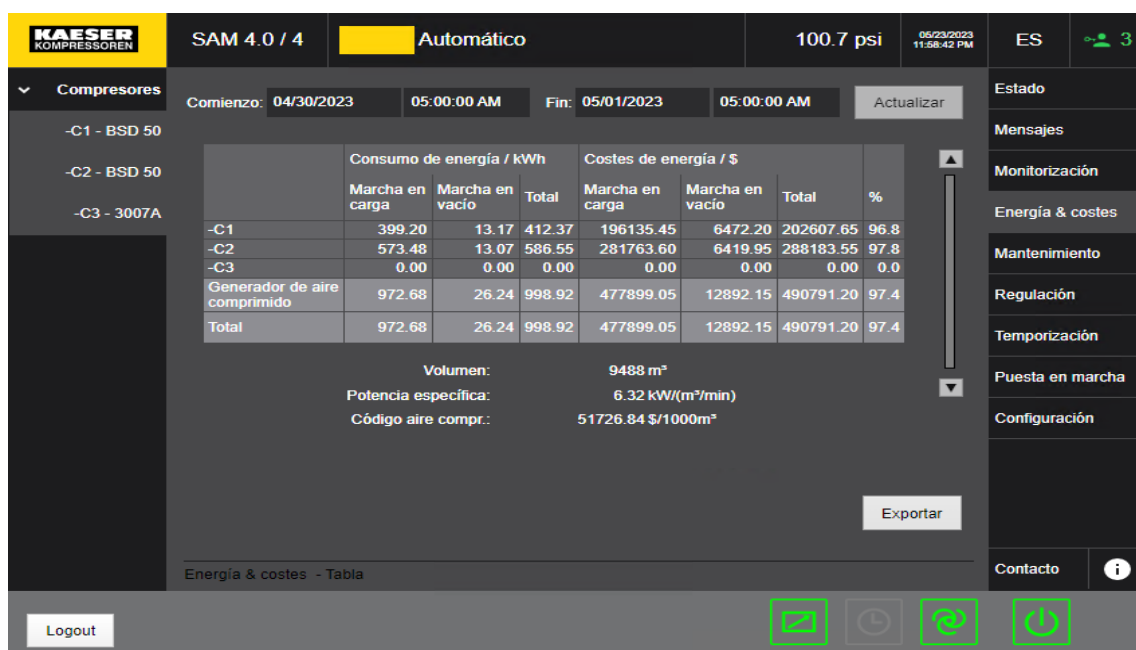 KAESER
KOMPRESSOREN
SAM 4.0 / 4
Automático
100.7 psi
05/23/2023
11:58:42 PM
ES
3
Compresores
-C1 - BSD 50
-C2 - BSD 50
-C3 - 3007A
Comienzo: 04/30/2023 05:00:00 AM Fin: 05/01/2023 05:00:00 AM Actualizar
Consumo de energía / kWh Costes de energía / $
Marcha en carga Marcha en vacío Total Marcha en carga Marcha en vacío Total %
-C1 399.20 13.17 412.37 196135.45 6472.20 202607.65 96.8
-C2 573.48 13.07 586.55 281763.60 6419.95 288183.55 97.8
-C3 0.00 0.00 0.00 0.00 0.00 0.00 0.0
Generador de aire comprimido 972.68 26.24 998.92 477899.05 12892.15 490791.20 97.4
Total 972.68 26.24 998.92 477899.05 12892.15 490791.20 97.4
Volumen: 9488 m³
Potencia específica: 6.32 kW/(m³/min)
Código aire compr.: 51726.84 $/1000m³
Exportar
Energía & costes - Tabla
Estado
Mensajes
Monitorización
Energía & costes
Mantenimiento
Regulación
Temporización
Puesta en marcha
Configuración
Contacto
i
Logout